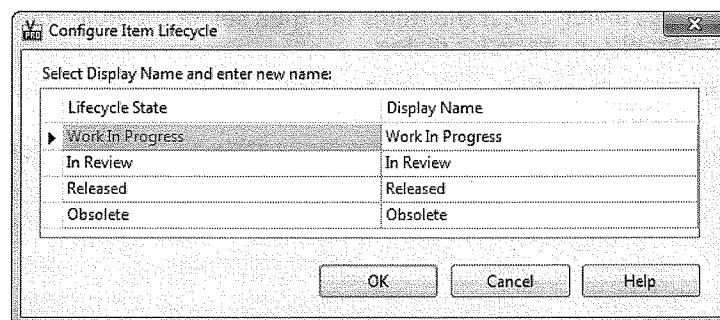 V
PRO
Configure Item Lifecycle
Select Display Name and enter new name:
Lifecycle State Display Name
Work In Progress Work In Progress
In Review In Review
Released Released
Obsolete Obsolete
OK Cancel Help